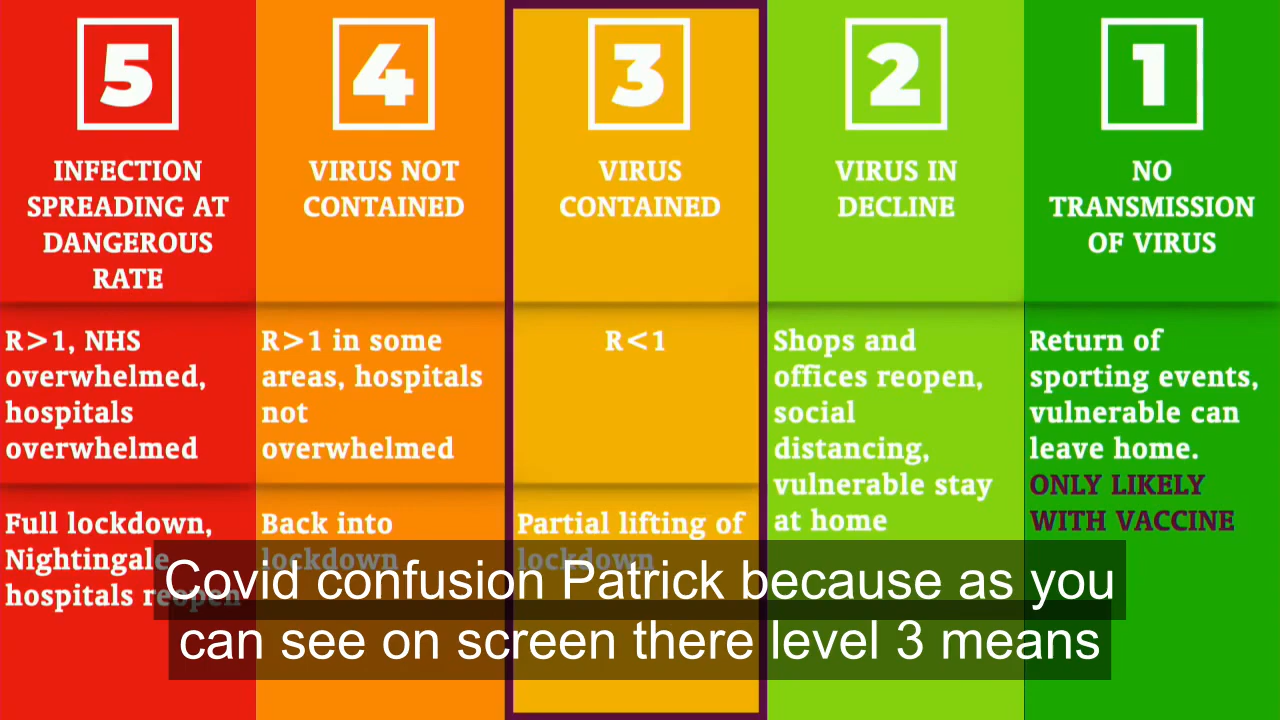 5
INFECTION
SPREADING AT
DANGEROUS
RATE
R>1, NHS
overwhelmed,
hospitals
overwhelmed
Full lockdown,
Nightingale
hospitals reopen
4
VIRUS NOT
CONTAINED
R>1 in some
areas, hospitals
not
overwhelmed
Back into
lockdown
3
VIRUS
CONTAINED
R<1
Partial lifting of
lockdown
2
VIRUS IN
DECLINE
Shops and
offices reopen,
social
distancing,
vulnerable stay
at home
1
NO
TRANSMISSION
OF VIRUS
Return of
sporting events,
vulnerable can
leave home.
ONLY LIKELY
WITH VACCINE
Covid confusion Patrick because as you
can see on screen there level 3 means